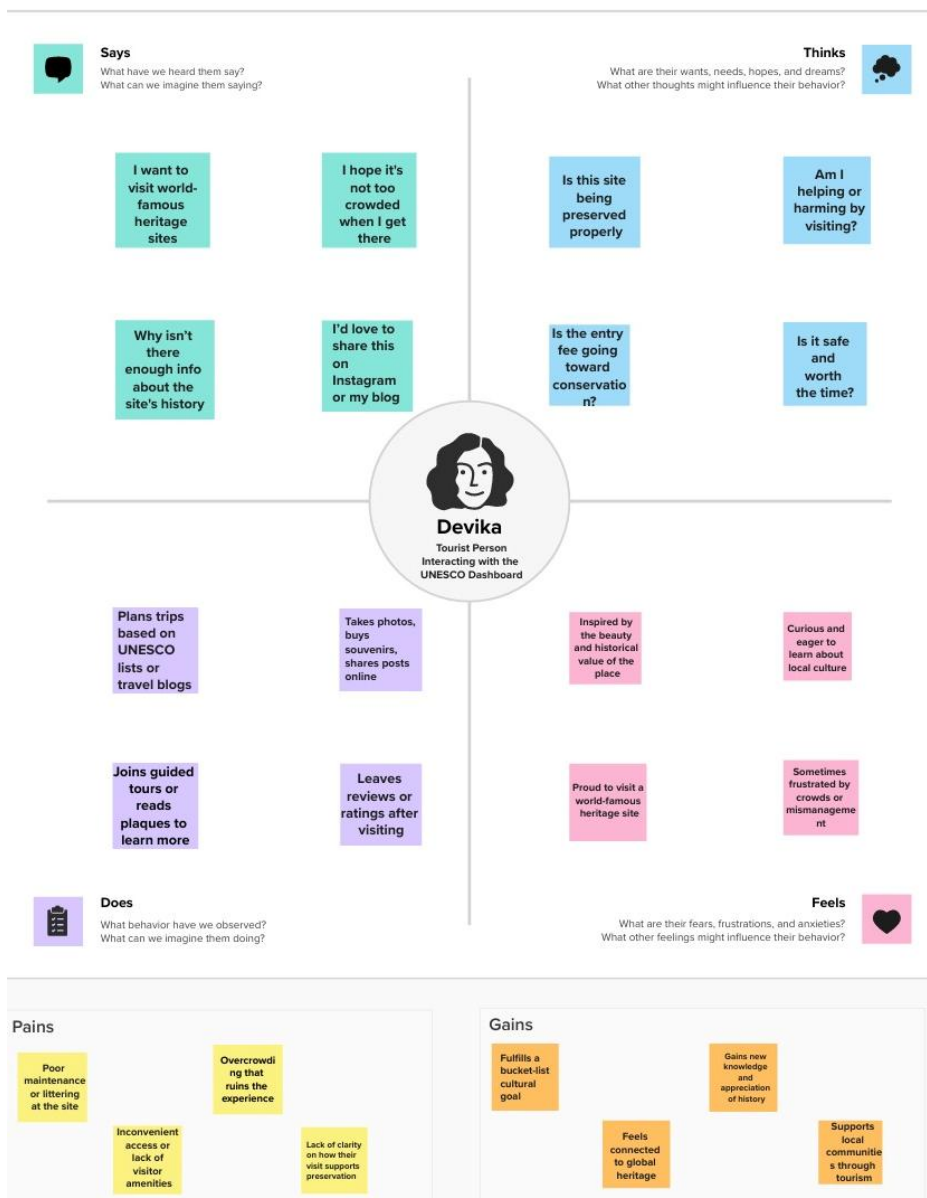 Says
What have we heard them say?
What can we imagine them saying?
Thinks
What are their wants, needs, hopes, and dreams?
What other thoughts might influence their behavior?
I want to
visit world-
famous
heritage
sites
I hope it's
not too
crowded
when I get
there
Is this site
being
preserved
properly
Am I
helping or
harming by
visiting?
Why isn't
there
enough info
about the
site's history
I'd love to
share this
on
Instagram
or my blog
Is the entry
fee going
toward
conservatio
n?
Is it safe
and
worth
the time?
Devika
Tourist Person
Interacting with the
UNESCO Dashboard
Plans trips
based on
UNESCO
lists or
travel blogs
Takes photos,
buys
souvenirs,
shares posts
online
Inspired by
the beauty
and historical
value of the
place
Curious and
eager to
learn about
local culture
Joins guided
tours or
reads
plaques to
learn more
Leaves
reviews or
ratings after
visiting
Proud to visit a
world-famous
heritage site
Sometimes
frustrated by
crowds or
mismanageme
nt
Does
What behavior have we observed?
What can we imagine them doing?
Feels
What are their fears, frustrations, and anxieties?
What other feelings might influence their behavior?
Pains
Poor
maintenance
or littering
at the site
Overcrowdi
ng that
ruins the
experience
Inconvenient
access or
lack of
visitor
amenities
Lack of clarity
on how their
visit supports
preservation
Gains
Fulfills a
bucket-list
cultural
goal
Gains new
knowledge
and
appreciation
of history
Feels
connected
to global
heritage
Supports
local
communitie
s through
tourism